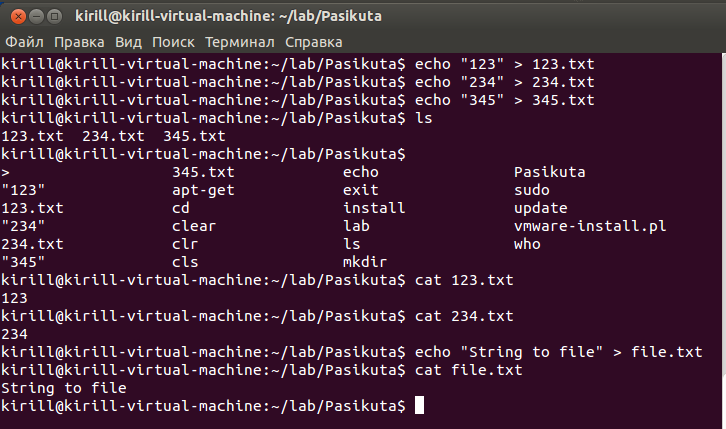 kirill@kirill-virtual-machine: ~/lab/Pasikuta
Файл Правка Вид Поиск Терминал Справка
kirill@kirill-virtual-machine:~/lab/Pasikuta$ echo "123" > 123.txt
kirill@kirill-virtual-machine:~/lab/Pasikuta$ echo "234" > 234.txt
kirill@kirill-virtual-machine:~/lab/Pasikuta$ echo "345" > 345.txt
kirill@kirill-virtual-machine:~/lab/Pasikuta$ ls
123.txt  234.txt  345.txt
kirill@kirill-virtual-machine:~/lab/Pasikuta$
>                  345.txt            echo               Pasikuta
"123"              apt-get            exit               sudo
123.txt            cd                 install            update
"234"              clear              lab                vmware-install.pl
234.txt            clr                ls                 who
"345"              cls                mkdir
kirill@kirill-virtual-machine:~/lab/Pasikuta$ cat 123.txt
123
kirill@kirill-virtual-machine:~/lab/Pasikuta$ cat 234.txt
234
kirill@kirill-virtual-machine:~/lab/Pasikuta$ echo "String to file" > file.txt
kirill@kirill-virtual-machine:~/lab/Pasikuta$ cat file.txt
String to file
kirill@kirill-virtual-machine:~/lab/Pasikuta$